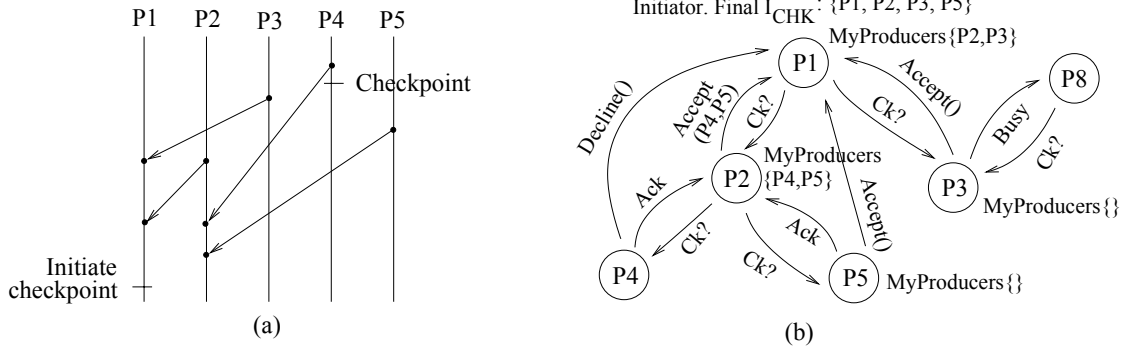 P1 P2 P3 P4 P5
Checkpoint
Initiate
checkpoint
(a)
Initiator. Final I_CHK : {P1, P2, P3, P5}
MyProducers{P2,P3}
P1
P8
Decline()
Accept
(P4,P5)
Ck?
Accept()
Ck?
Busy
Ck?
P2
MyProducers
{P4,P5}
P3
MyProducers{}
Ack
Ck?
Ck?
Ack
Accept()
P4
P5
MyProducers{}
(b)